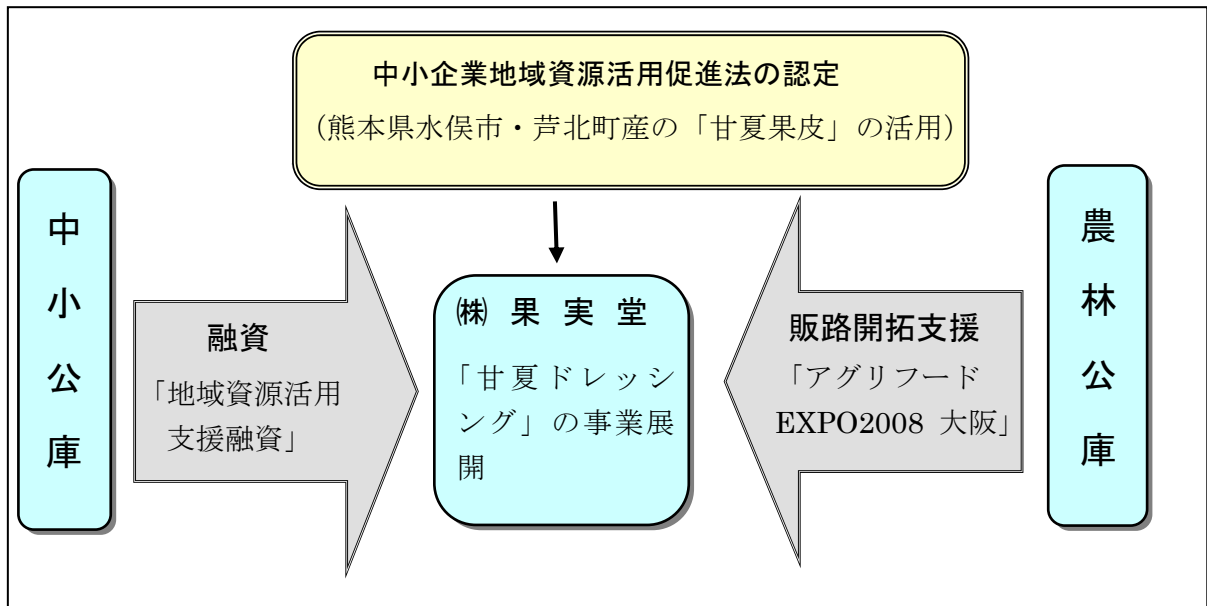 中小企業地域資源活用促進法の認定
（熊本県水俣市・芦北町産の「甘夏果皮」の活用）
中小公庫
融資
「地域資源活用
支援融資」
㈱ 果 実 堂
「甘夏ドレッシ
ング」の事業展
開
販路開拓支援
「アグリフード
EXPO2008 大阪」
農林公庫